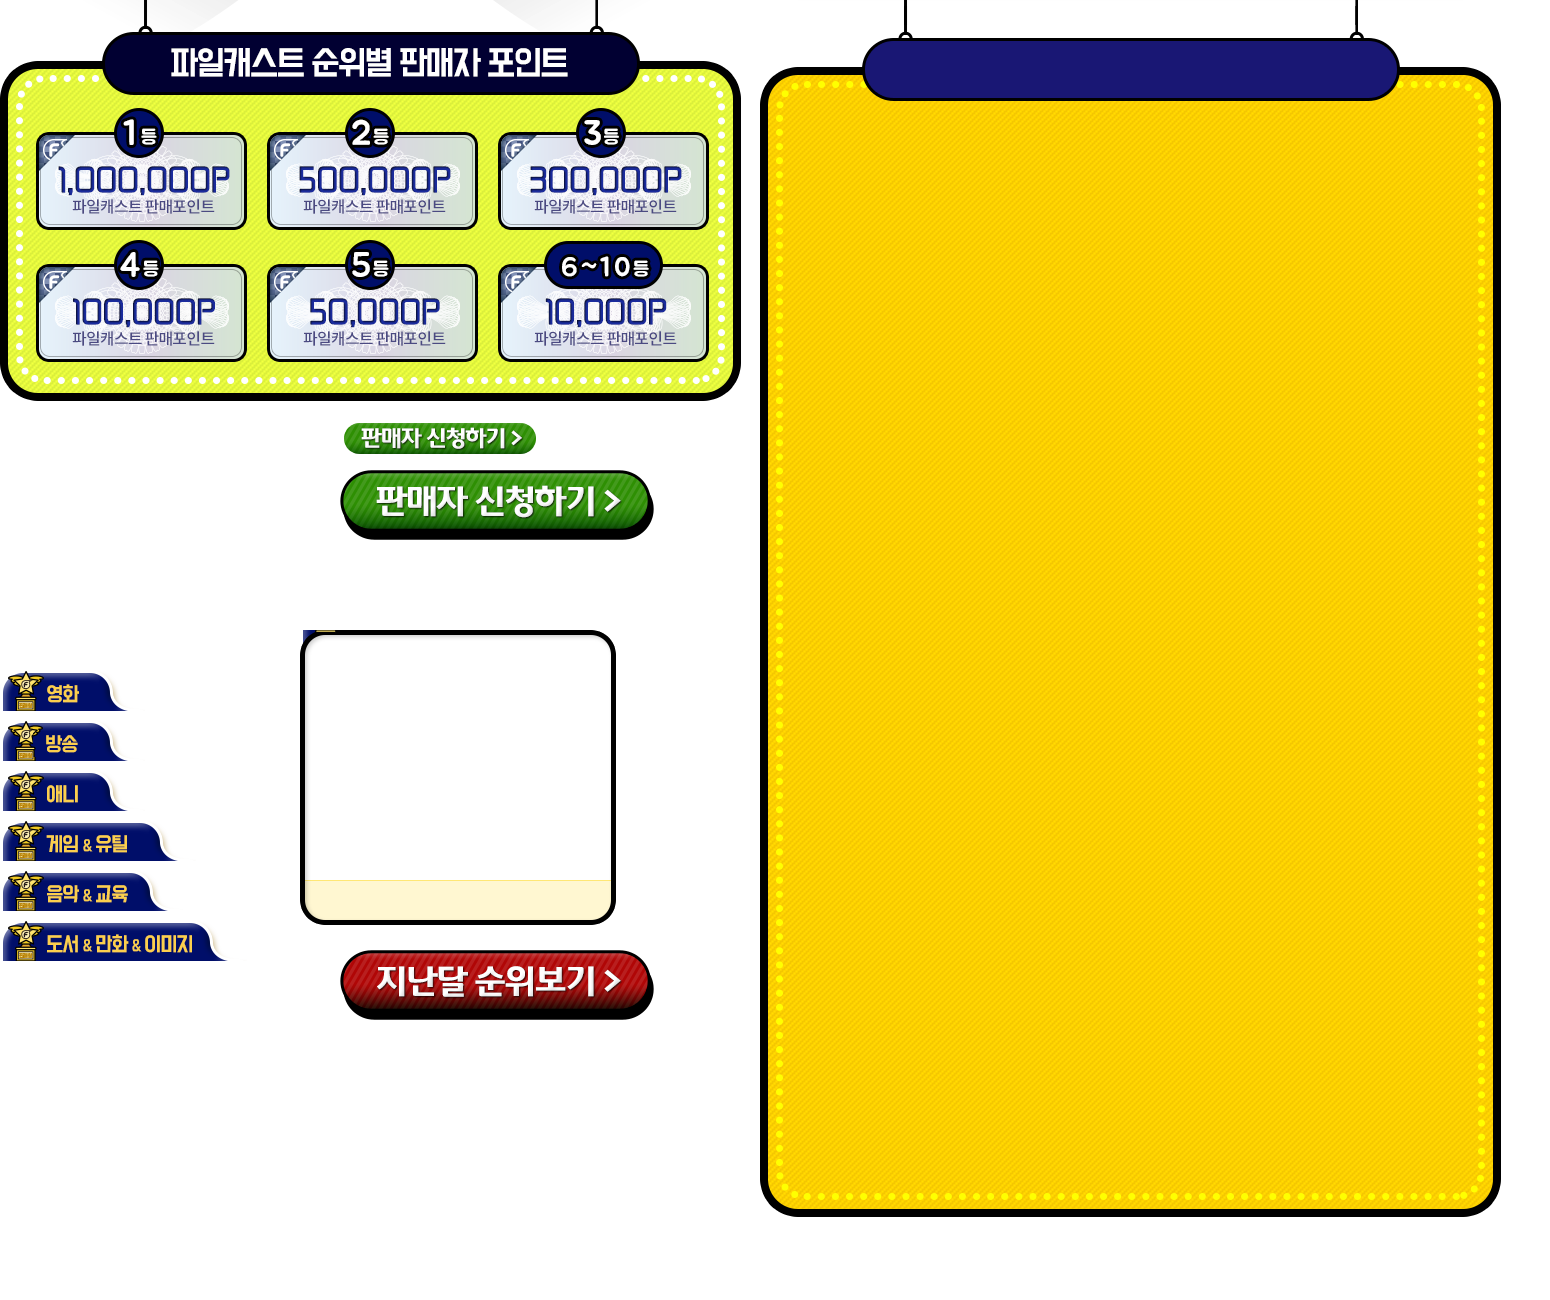 파일캐스트 순위별 판매자 포인트
1등
1,000,000P
파일캐스트 판매포인트
2등
500,000P
파일캐스트 판매포인트
3등
300,000P
파일캐스트 판매포인트
4등
100,000P
파일캐스트 판매포인트
5등
50,000P
파일캐스트 판매포인트
6~10등
10,000P
파일캐스트 판매포인트
판매자 신청하기 >
판매자 신청하기 >
영화
방송
애니
게임 & 유틸
음악 & 교육
도서 & 만화 & 이미지
지난달 순위보기 >